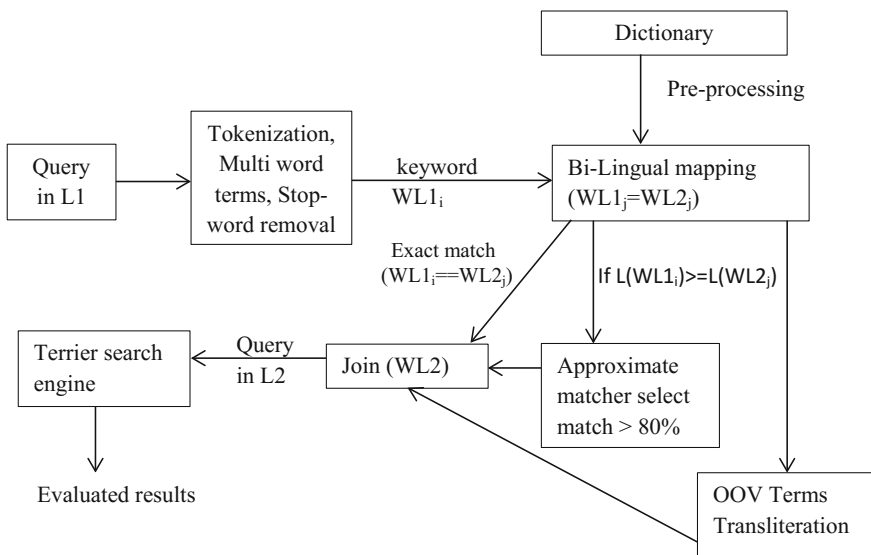 Dictionary
Pre-processing
Query
in L1
Tokenization,
Multi word
terms, Stop-
word removal
keyword
WL1i
Bi-Lingual mapping
(WL1j=WL2j)
Exact match
(WL1i==WL2j)
If L(WL1i)>=L(WL2j)
Terrier search
engine
Query
in L2
Join (WL2)
Approximate
matcher select
match > 80%
Evaluated results
OOV Terms
Transliteration